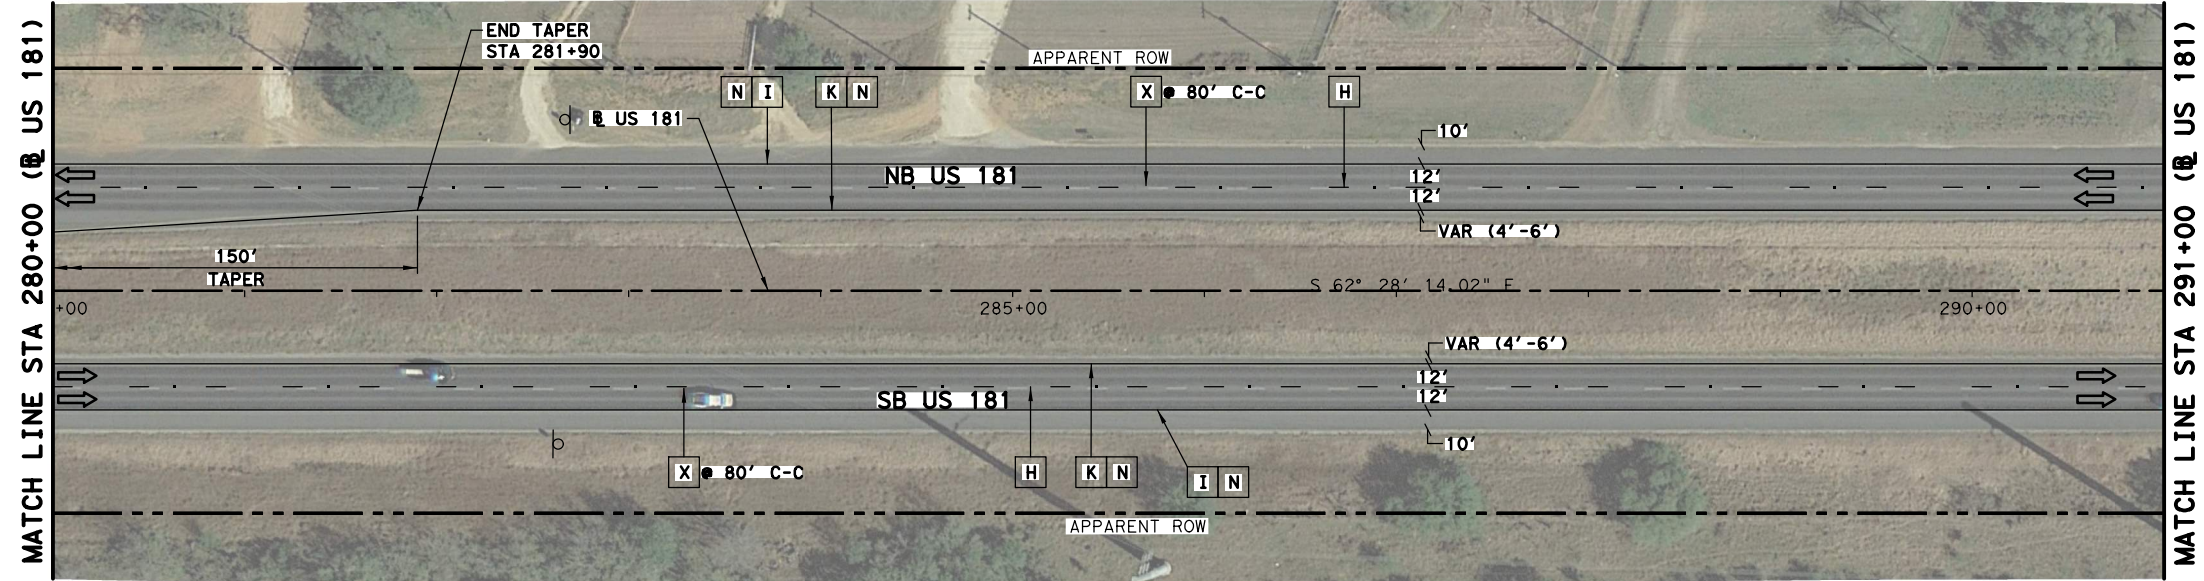 MATCH LINE STA 280+00 (℄ US 181)
END TAPER
STA 281+90
APPARENT ROW
N I
K N
X @ 80' C-C
H
℄ US 181
10'
NB US 181
12'
12'
VAR (4'-6')
150'
TAPER
S 62° 28' 14.02" E
+00
285+00
290+00
VAR (4'-6')
12'
12'
SB US 181
10'
X @ 80' C-C
H
K N
I N
APPARENT ROW
MATCH LINE STA 291+00 (℄ US 181)